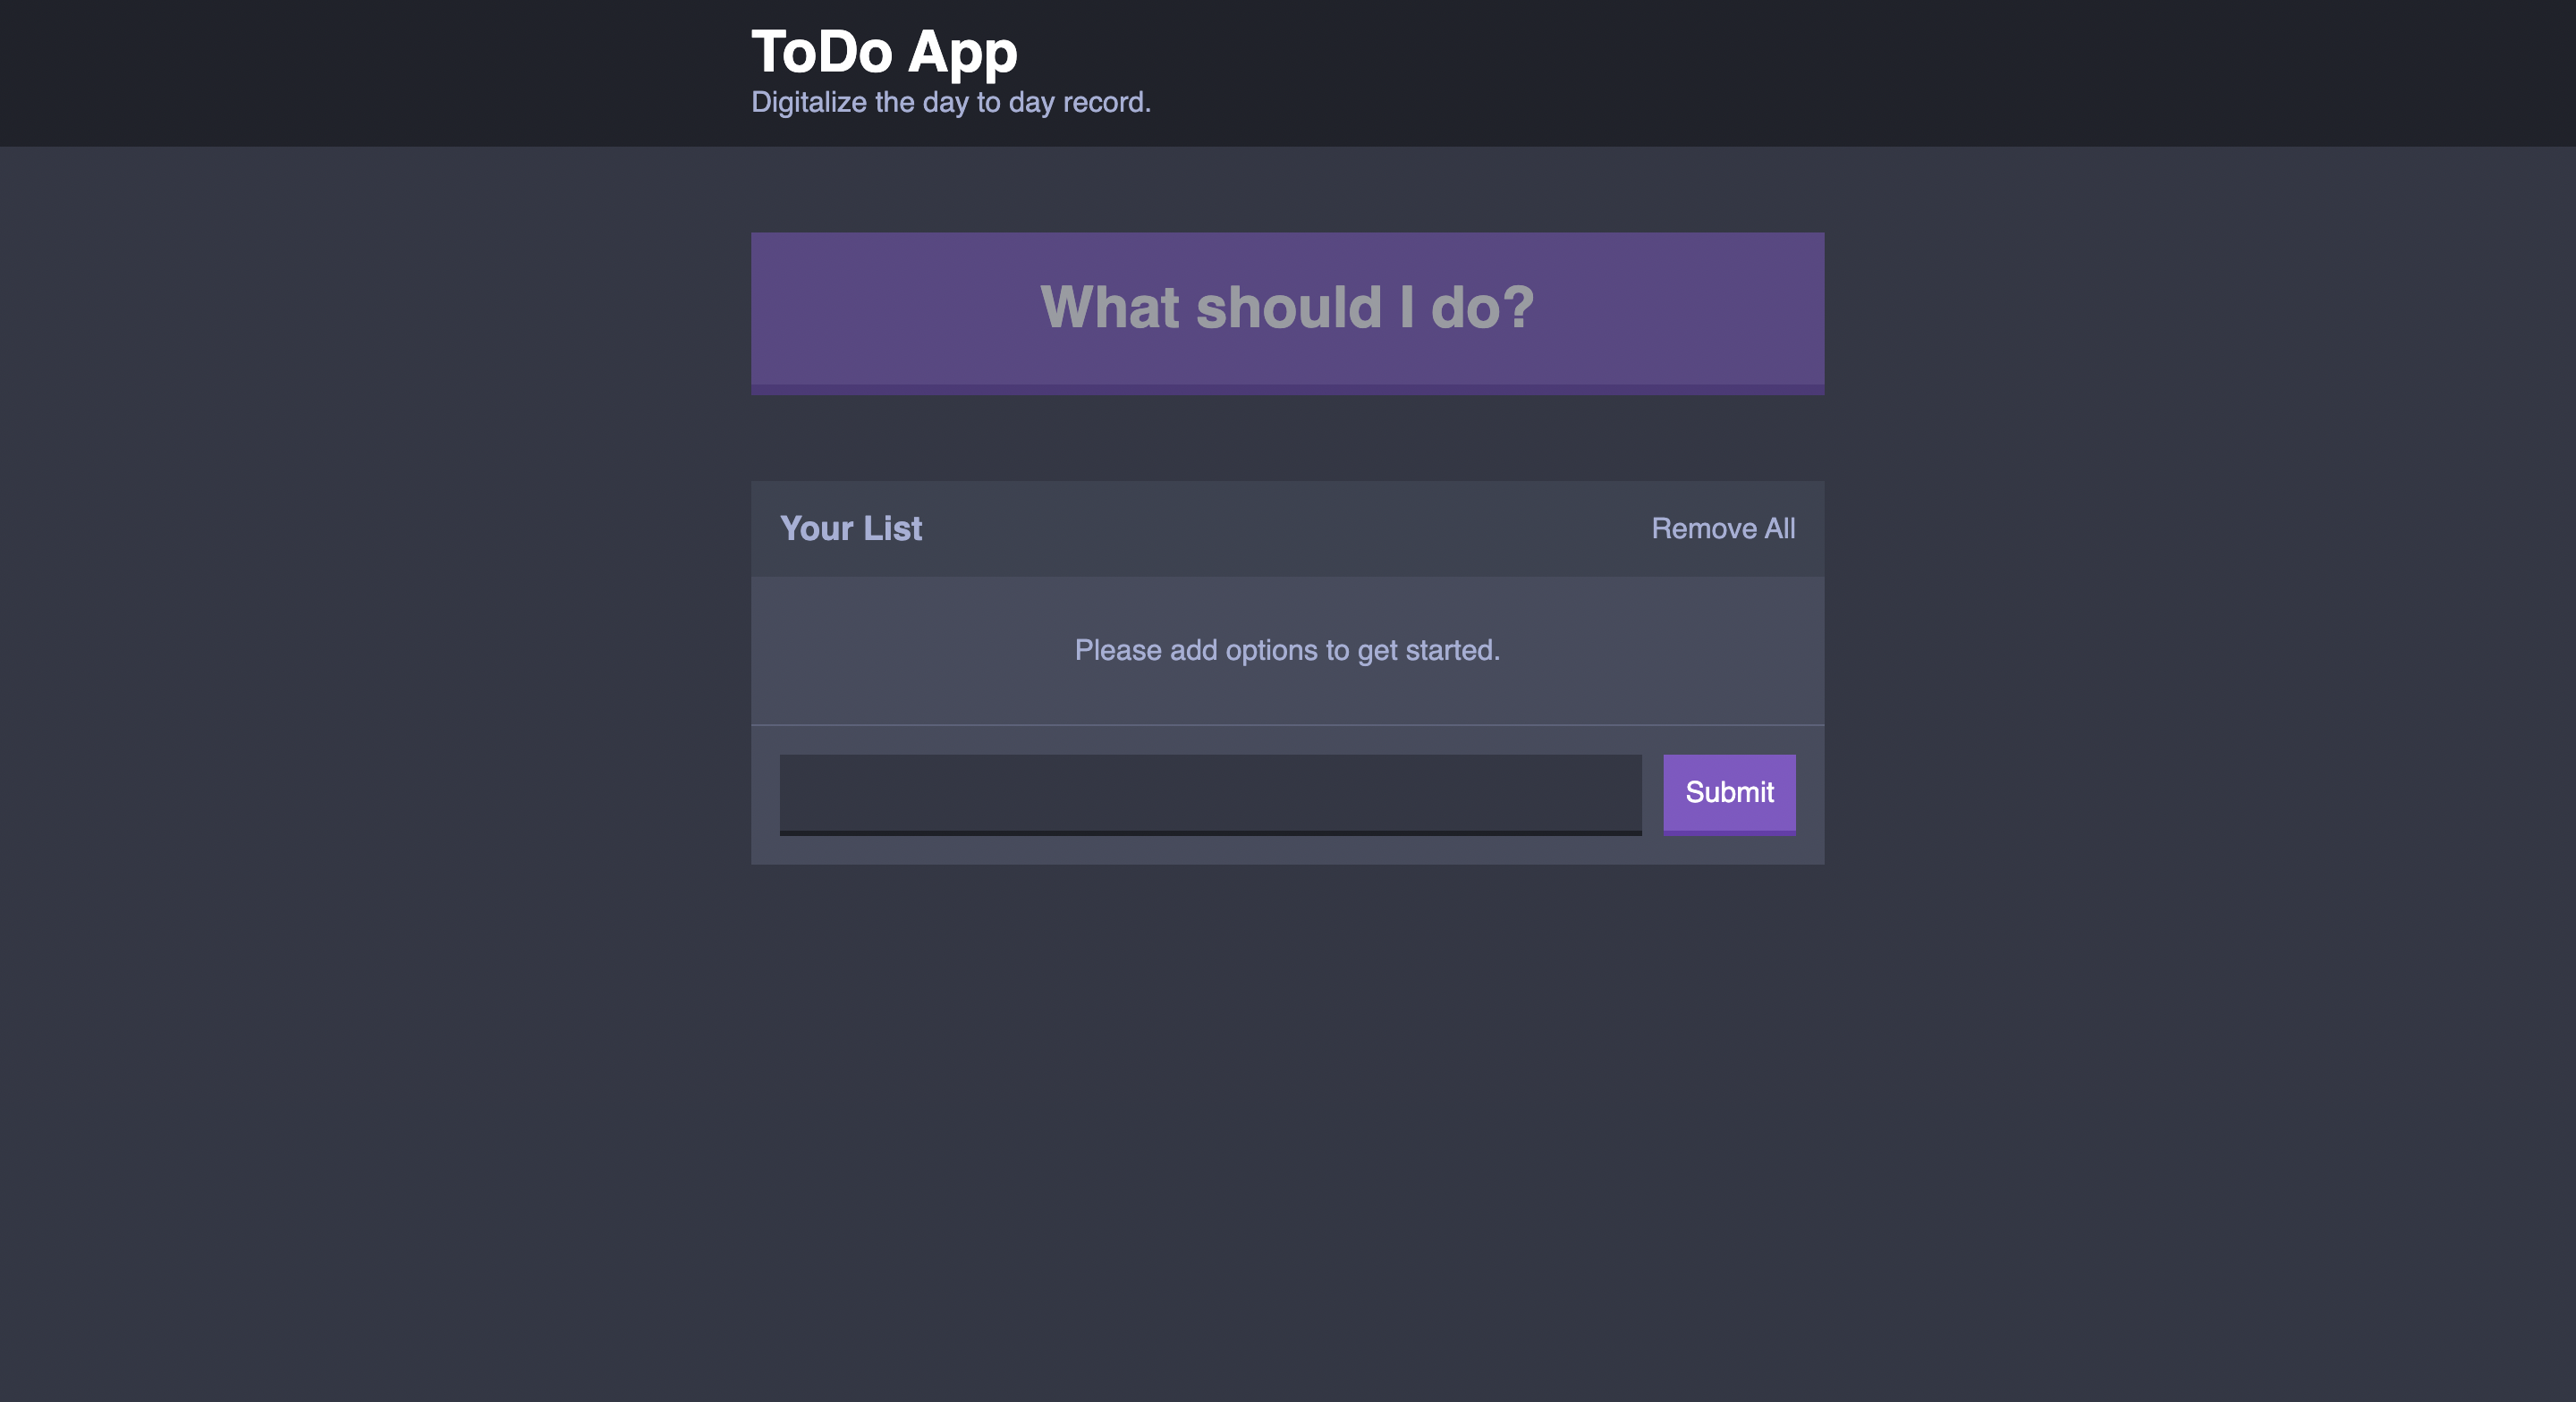 ToDo App
Digitalize the day to day record.
What should I do?
Your List
Remove All
Please add options to get started.
Submit